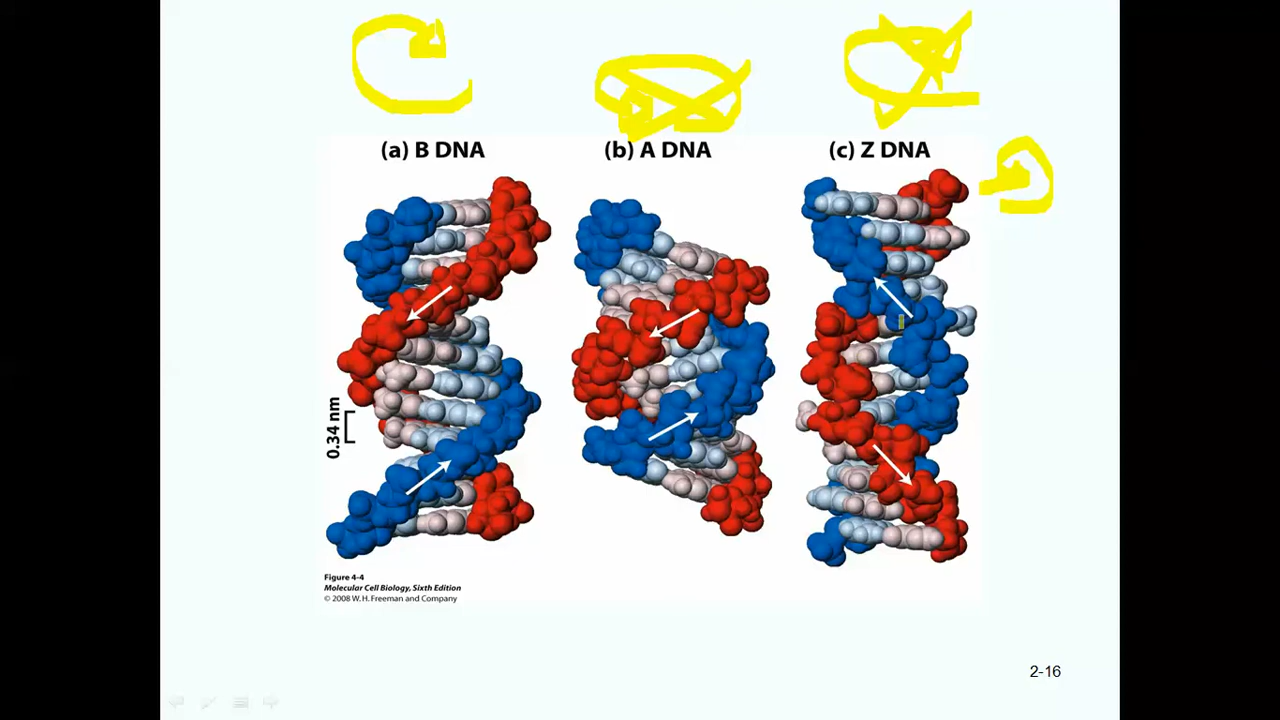 (a) B DNA
(b) A DNA
(c) Z DNA
0.34 nm
Figure 4-4
Molecular Cell Biology, Sixth Edition
© 2008 W. H. Freeman and Company
2-16